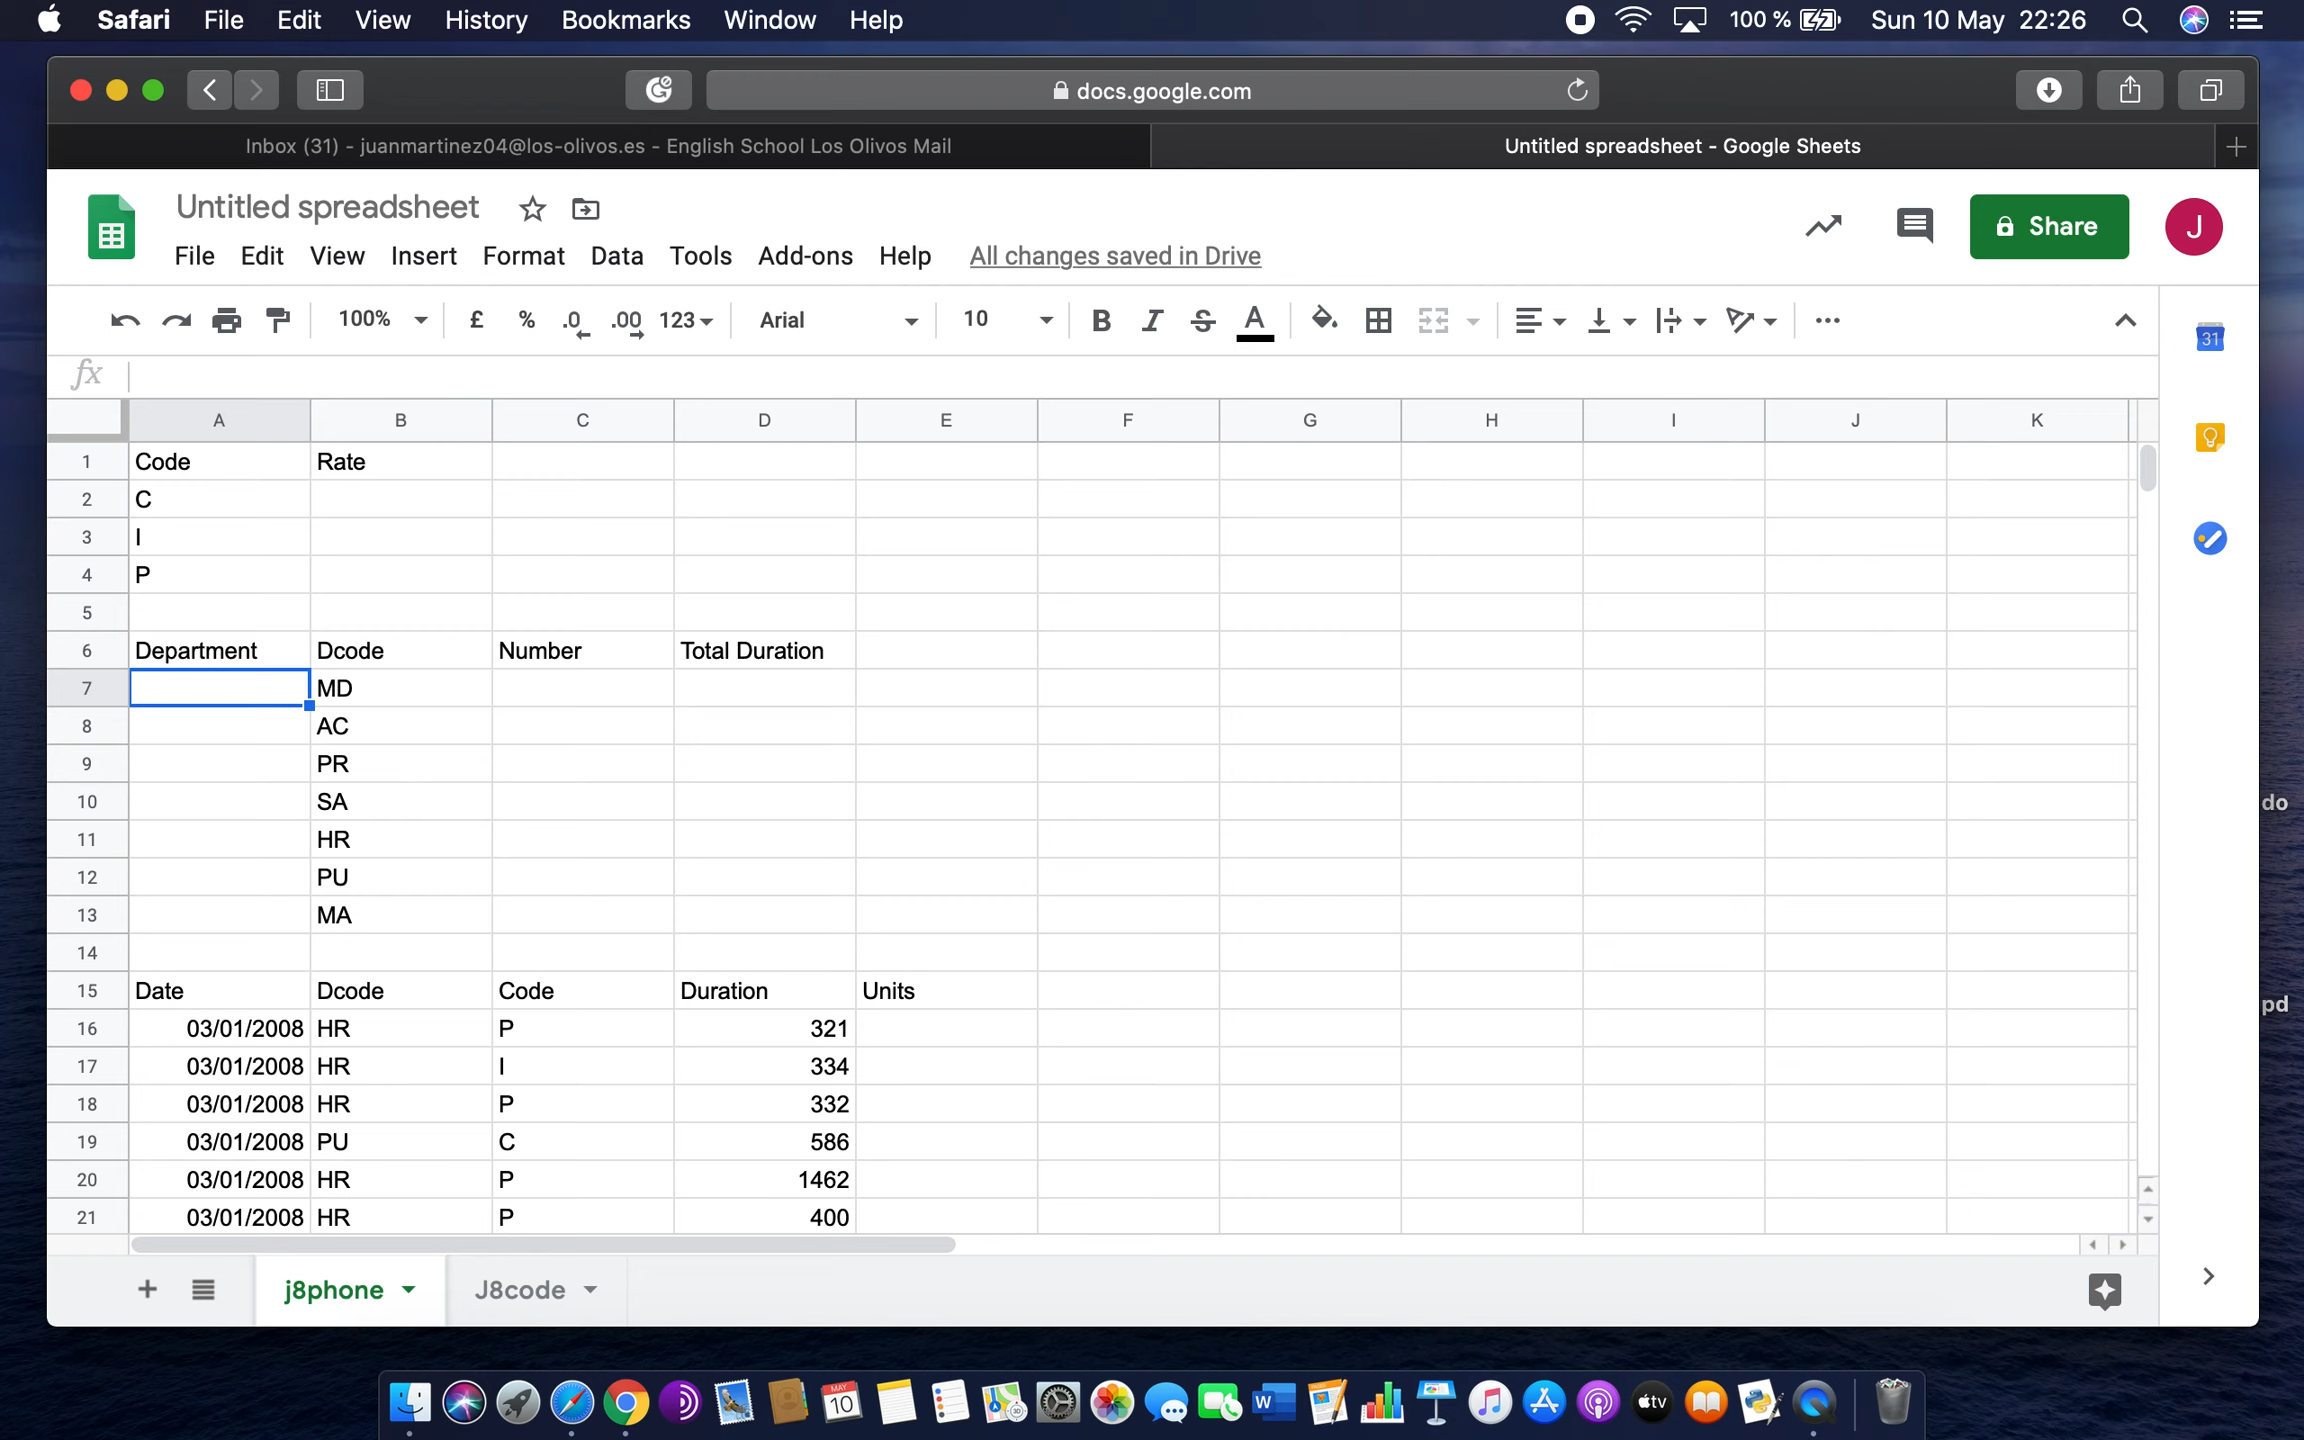 Safari File Edit View History Bookmarks Window Help 100 % Sun 10 May 22:26
docs.google.com
Inbox (31) - juanmartinez04@los-olivos.es - English School Los Olivos Mail Untitled spreadsheet - Google Sheets
Untitled spreadsheet
File Edit View Insert Format Data Tools Add-ons Help All changes saved in Drive Share J
100% £ % .0 .00 123 Arial 10 B I S A 31
fx
A B C D E F G H I J K
1 Code Rate
2 C
3 I
4 P
5
6 Department Dcode Number Total Duration
7 MD
8 AC
9 PR
10 SA do
11 HR
12 PU
13 MA
14
15 Date Dcode Code Duration Units pd
16 03/01/2008 HR P 321
17 03/01/2008 HR I 334
18 03/01/2008 HR P 332
19 03/01/2008 PU C 586
20 03/01/2008 HR P 1462
21 03/01/2008 HR P 400
j8phone J8code
MAY 10 3D W tv